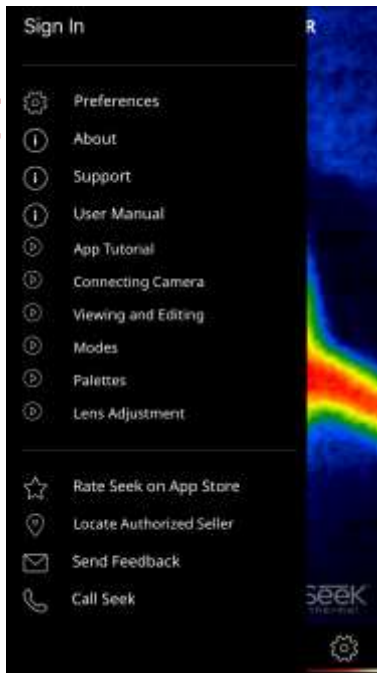 Sign In
R
Preferences
About
Support
User Manual
App Tutorial
Connecting Camera
Viewing and Editing
Modes
Palettes
Lens Adjustment
Rate Seek on App Store
Locate Authorized Seller
Send Feedback
Call Seek
Seek
THERMAL